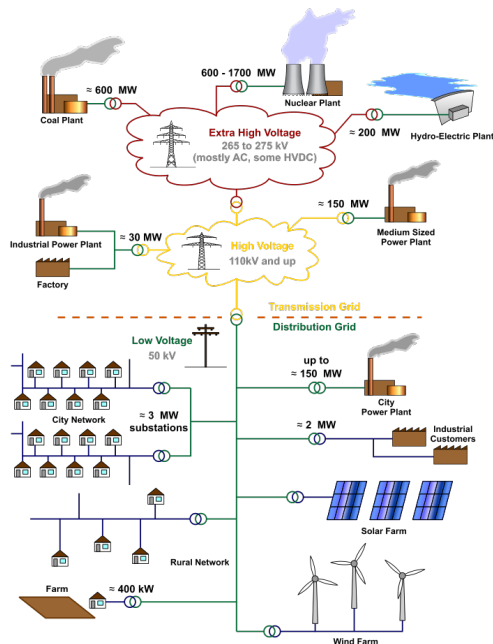 600 - 1700 MW
Nuclear Plant
≈ 600 MW
Coal Plant
Extra High Voltage
265 to 275 kV
(mostly AC, some HVDC)
≈ 200 MW
Hydro-Electric Plant
≈ 150 MW
Medium Sized
Power Plant
Industrial Power Plant
≈ 30 MW
Factory
High Voltage
110kV and up
Transmission Grid
Distribution Grid
Low Voltage
50 kV
up to
≈ 150 MW
City
Power Plant
City Network
≈ 3 MW
substations
≈ 2 MW
Industrial
Customers
Solar Farm
Rural Network
Farm
≈ 400 kW
Wind Farm